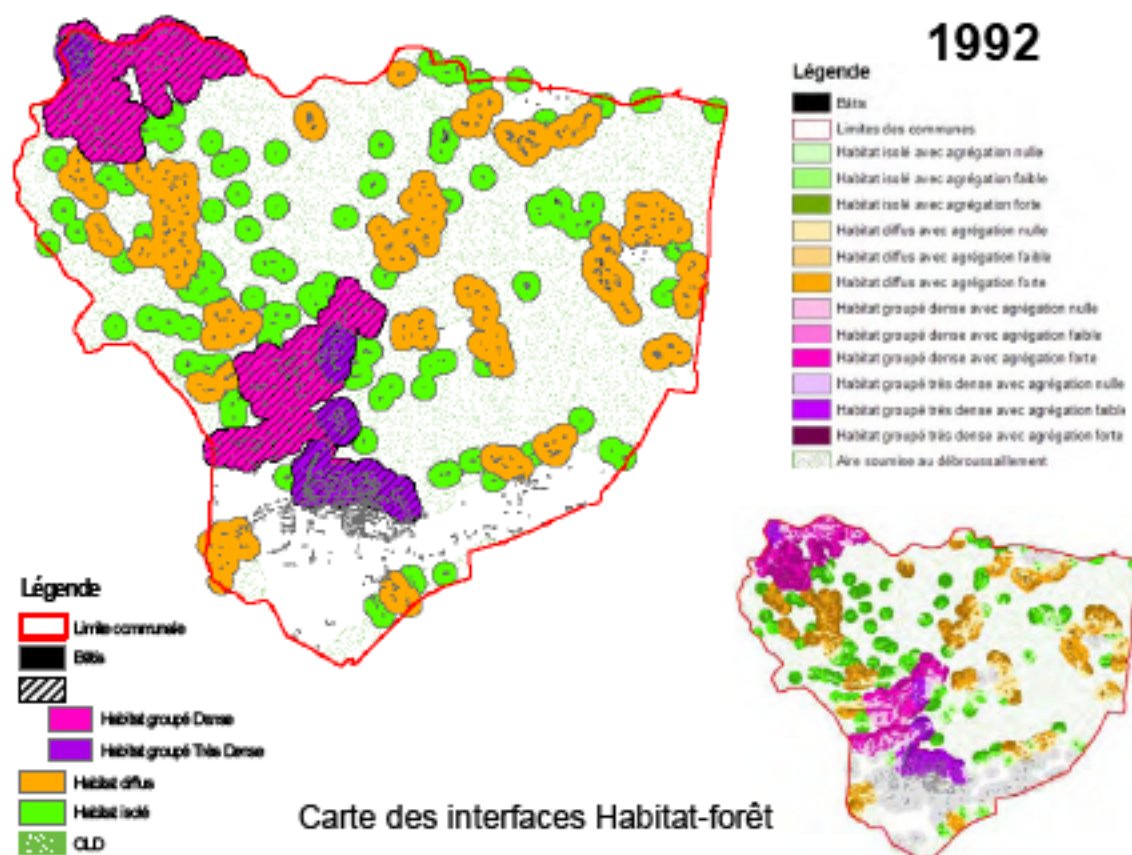 1992
Légende
Bâtis
Limites des communes
Habitat isolé avec agrégation nulle
Habitat isolé avec agrégation faible
Habitat isolé avec agrégation forte
Habitat diffus avec agrégation nulle
Habitat diffus avec agrégation faible
Habitat diffus avec agrégation forte
Habitat groupé dense avec agrégation nulle
Habitat groupé dense avec agrégation faible
Habitat groupé dense avec agrégation forte
Habitat groupé très dense avec agrégation nulle
Habitat groupé très dense avec agrégation faible
Habitat groupé très dense avec agrégation forte
Aire soumise au débroussaillement
Légende
Limite communale
Bâtis
Habitat groupé Dense
Habitat groupé Très Dense
Habitat diffus
Habitat isolé
OLD
Carte des interfaces Habitat-forêt